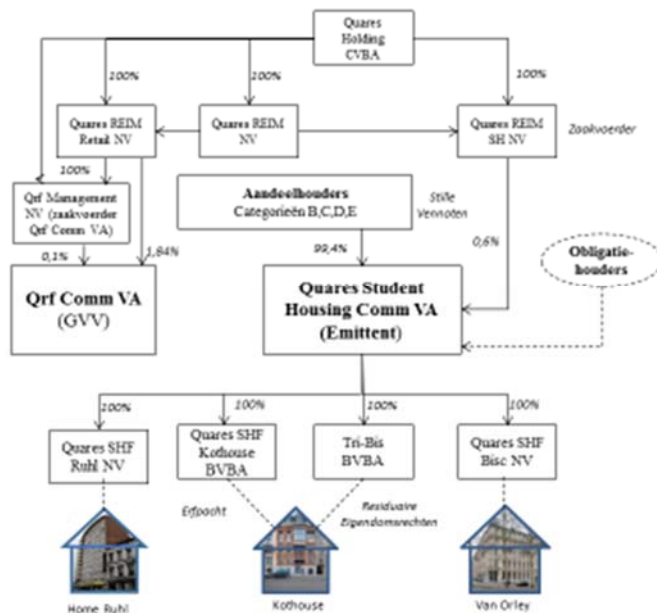 Quares
Holding
CVBA
100%
100%
100%
Quares REIM
Retail NV
Quares REIM
NV
Quares REIM
SH NV
Zaakvoerder
100%
Qrf Management
NV (zaakvoerder
Qrf Comm VA)
Aandeelhouders
Categorieën B,C,D,E
Stille
Vennoten
0,1%
1,64%
99,4%
0,6%
Obligatie-
houders
Qrf Comm VA
(GVV)
Quares Student
Housing Comm VA
(Emittent)
100%
100%
100%
100%
Quares SHF
Ruhl NV
Quares SHF
Kothouse
BVBA
Tri-Bis
BVBA
Quares SHF
Bisc NV
Erfpacht
Residuaire
Eigendomsrechten
Home Ruhl
Kothouse
Van Orley